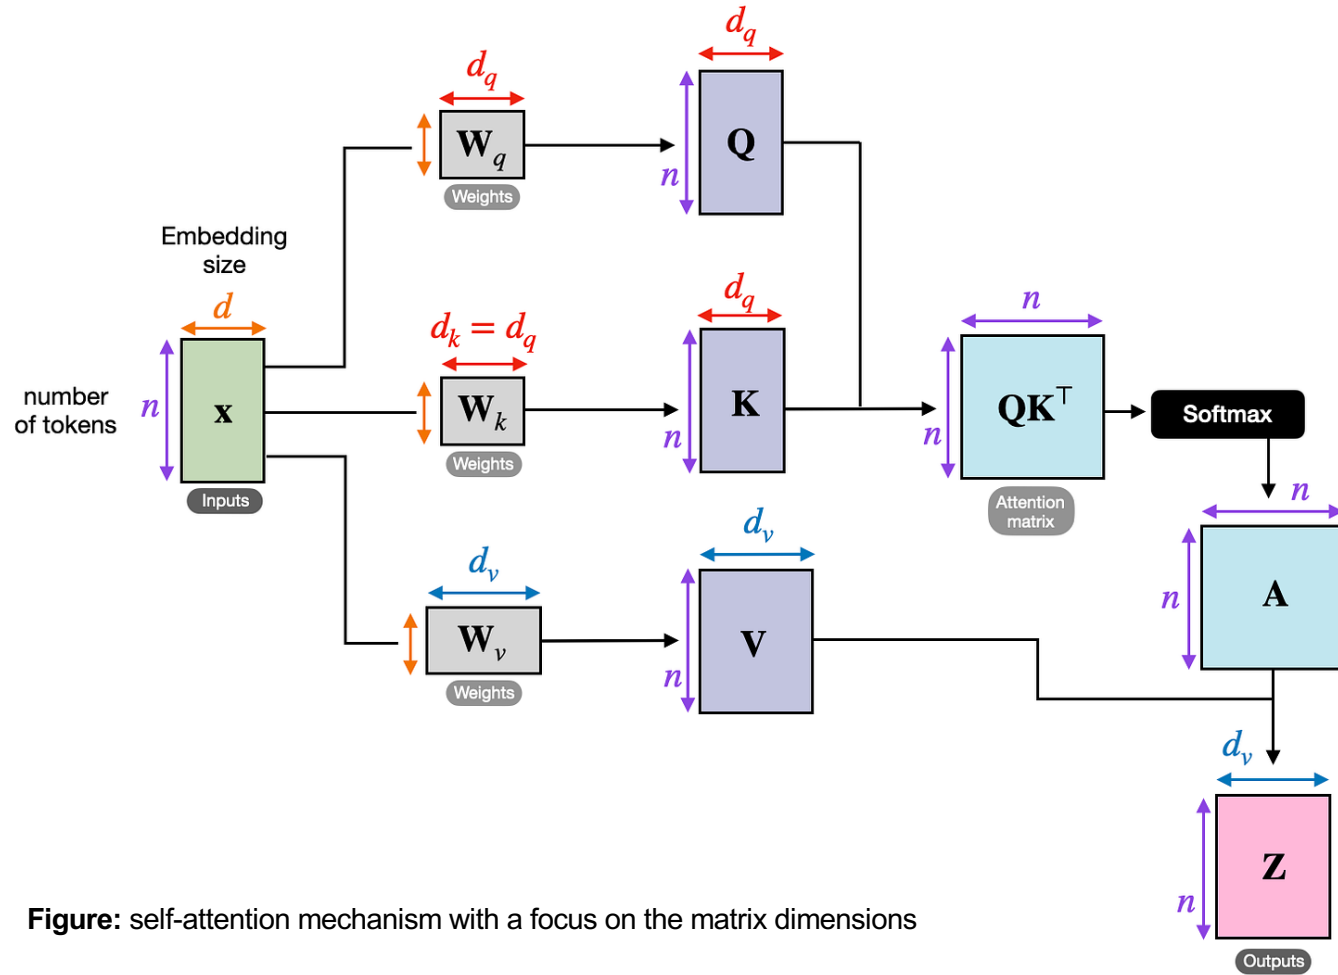 d_q
d_q
W_q
Q
n
Weights
Embedding
size
d
d_q
n
d_k = d_q
number
of tokens
n
x
W_k
K
n
n
QK^⊤
Softmax
Inputs
Weights
Attention
matrix
n
d_v
d_v
n
A
W_v
V
n
Weights
d_v
Z
n
Figure: self-attention mechanism with a focus on the matrix dimensions
Outputs